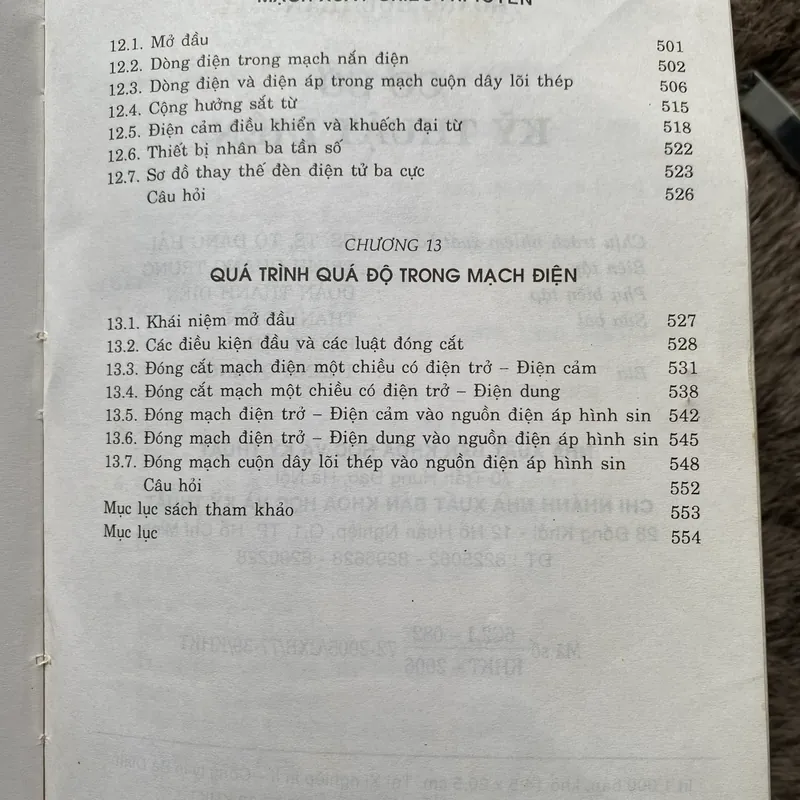 MẠCH XOAY CHIỀU PHI TUYẾN
12.1. Mở đầu 501
12.2. Dòng điện trong mạch nắn điện 502
12.3. Dòng điện và điện áp trong mạch cuộn dây lõi thép 506
12.4. Cộng hưởng sắt từ 515
12.5. Điện cảm điều khiển và khuếch đại từ 518
12.6. Thiết bị nhân ba tần số 522
12.7. Sơ đồ thay thế đèn điện tử ba cực 523
Câu hỏi 526
CHƯƠNG 13
QUÁ TRÌNH QUÁ ĐỘ TRONG MẠCH ĐIỆN
13.1. Khái niệm mở đầu 527
13.2. Các điều kiện đầu và các luật đóng cắt 528
13.3. Đóng cắt mạch điện một chiều có điện trở – Điện cảm 531
13.4. Đóng cắt mạch một chiều có điện trở – Điện dung 538
13.5. Đóng mạch điện trở – Điện cảm vào nguồn điện áp hình sin 542
13.6. Đóng mạch điện trở – Điện dung vào nguồn điện áp hình sin 545
13.7. Đóng mạch cuộn dây lõi thép vào nguồn điện áp hình sin 548
Câu hỏi 552
Mục lục sách tham khảo 553
Mục lục 554